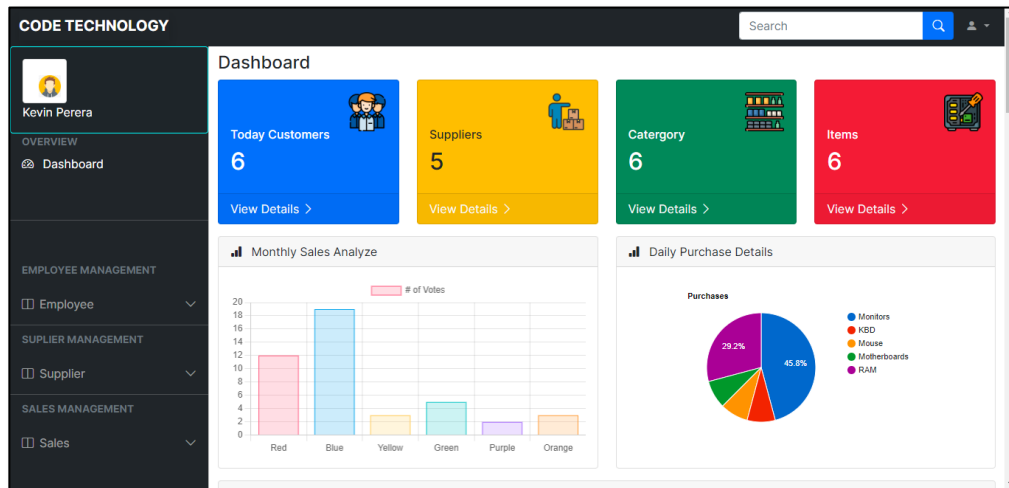 CODE TECHNOLOGY
Search
Kevin Perera
OVERVIEW
Dashboard
EMPLOYEE MANAGEMENT
Employee
SUPLIER MANAGEMENT
Supplier
SALES MANAGEMENT
Sales
Dashboard
Today Customers
6
View Details >
Suppliers
5
View Details >
Catergory
6
View Details >
Items
6
View Details >
Monthly Sales Analyze
# of Votes
20
18
16
14
12
10
8
6
4
2
0
Red Blue Yellow Green Purple Orange
Daily Purchase Details
Purchases
29.2%
45.8%
Monitors
KBD
Mouse
Motherboards
RAM